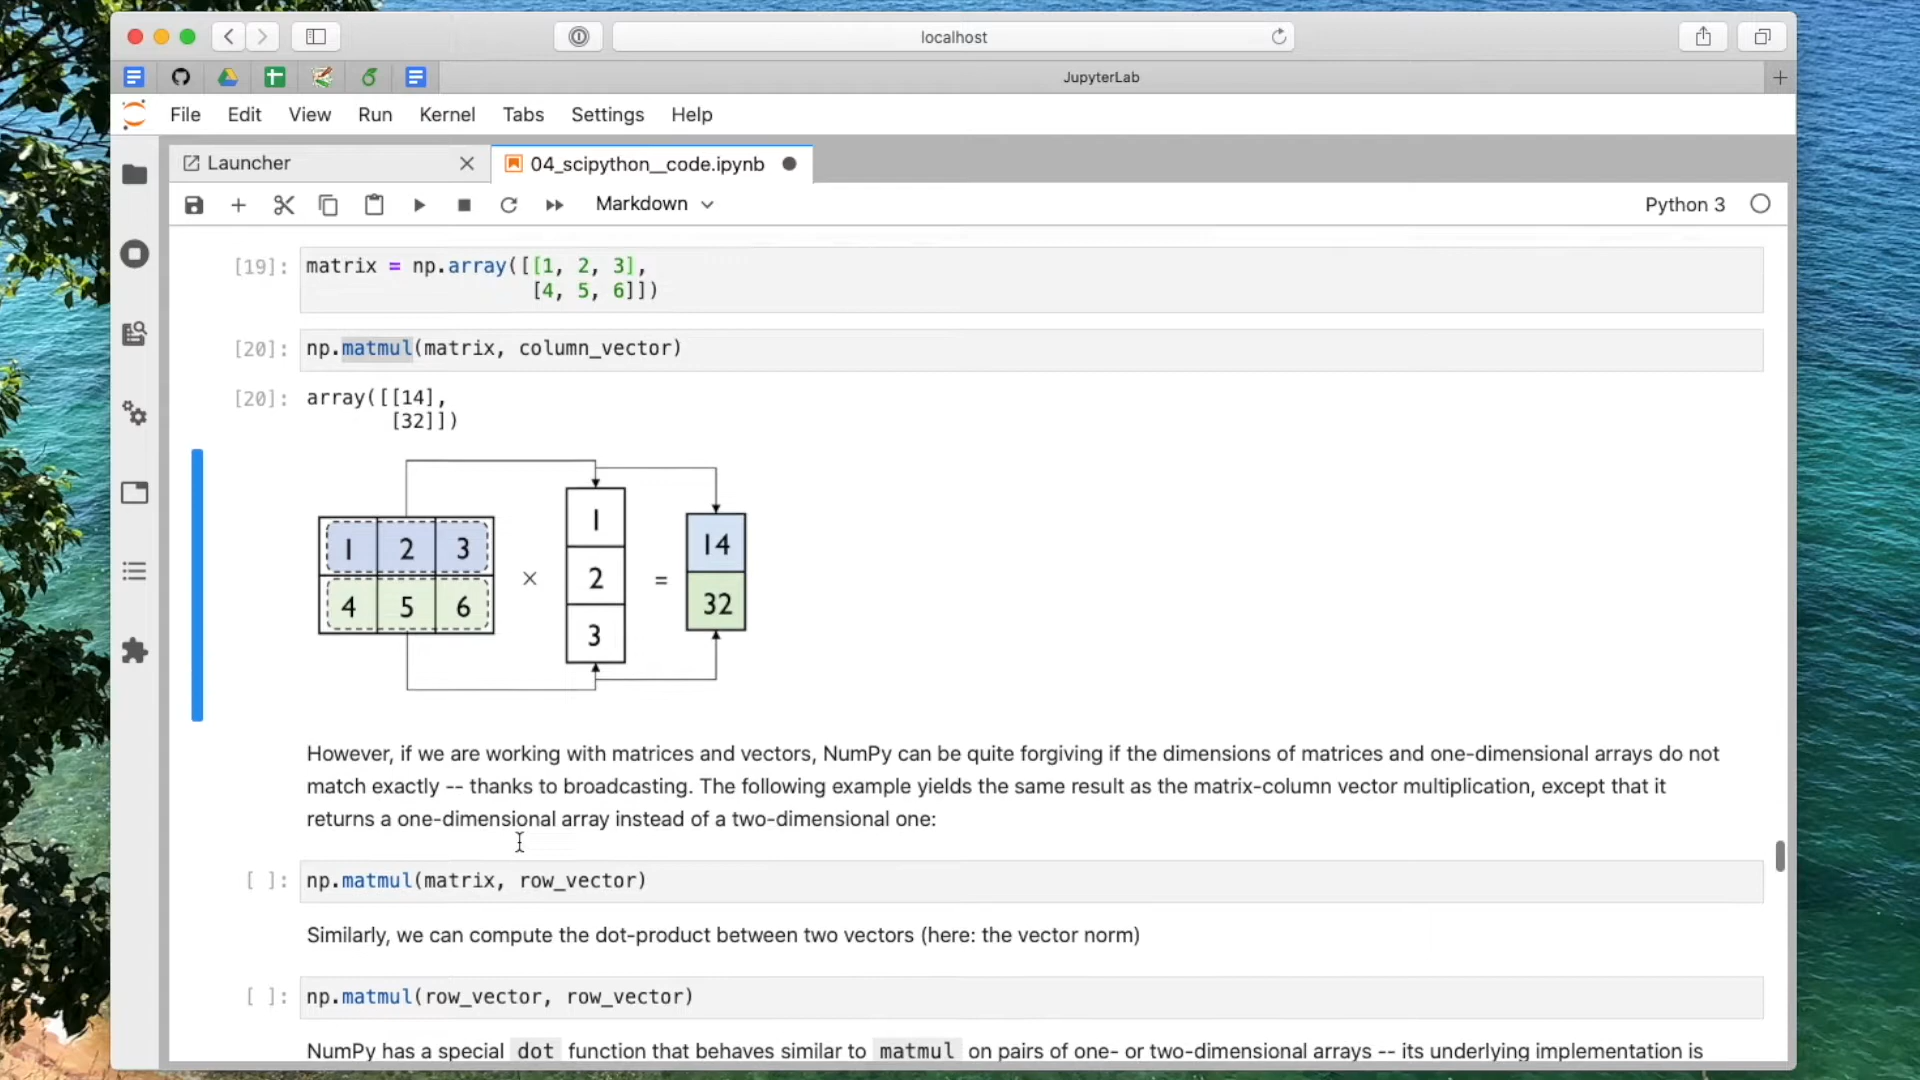 localhost
JupyterLab
File Edit View Run Kernel Tabs Settings Help
Launcher
04_scipython__code.ipynb
Markdown
Python 3
[19]: matrix = np.array([[1, 2, 3],
[4, 5, 6]])
[20]: np.matmul(matrix, column_vector)
[20]: array([[14],
[32]])
1 2 3
4 5 6
×
1
2
3
=
14
32
However, if we are working with matrices and vectors, NumPy can be quite forgiving if the dimensions of matrices and one-dimensional arrays do not
match exactly -- thanks to broadcasting. The following example yields the same result as the matrix-column vector multiplication, except that it
returns a one-dimensional array instead of a two-dimensional one:
[ ]: np.matmul(matrix, row_vector)
Similarly, we can compute the dot-product between two vectors (here: the vector norm)
[ ]: np.matmul(row_vector, row_vector)
NumPy has a special dot function that behaves similar to matmul on pairs of one- or two-dimensional arrays -- its underlying implementation is